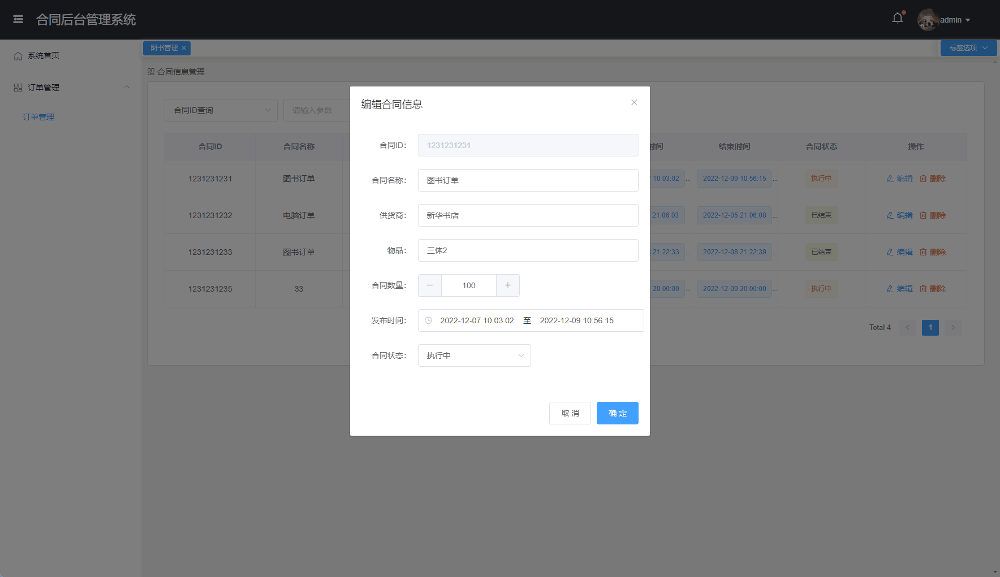 合同后台管理系统
admin
系统首页
订单管理
订单管理
图书管理
标签选项
合同信息管理
合同ID查询
请输入参数
合同ID
合同名称
时间
结束时间
合同状态
操作
1231231231
图书订单
10:03:02
2022-12-09 10:56:15
执行中
编辑
删除
1231231232
电脑订单
21:06:03
2022-12-05 21:06:08
已结束
编辑
删除
1231231233
图书订单
21:22:33
2022-12-08 21:22:39
已结束
编辑
删除
1231231235
33
20:00:00
2022-12-09 20:00:00
执行中
编辑
删除
Total 4
1
编辑合同信息
合同ID:
1231231231
合同名称:
图书订单
供货商:
新华书店
物品:
三体2
合同数量:
100
发布时间:
2022-12-07 10:03:02 至 2022-12-09 10:56:15
合同状态:
执行中
取 消
确 定